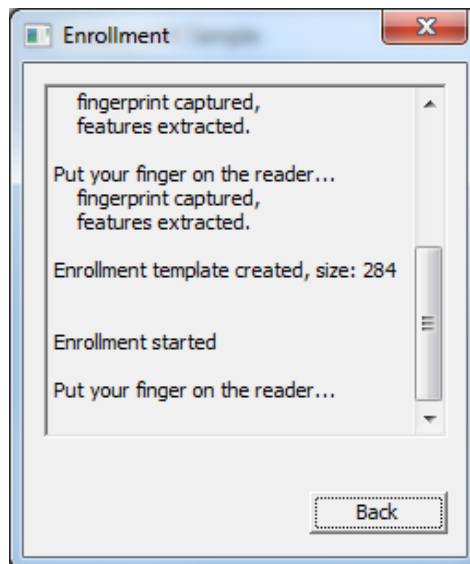 Enrollment
fingerprint captured,
features extracted.
Put your finger on the reader...
fingerprint captured,
features extracted.
Enrollment template created, size: 284
Enrollment started
Put your finger on the reader...
Back